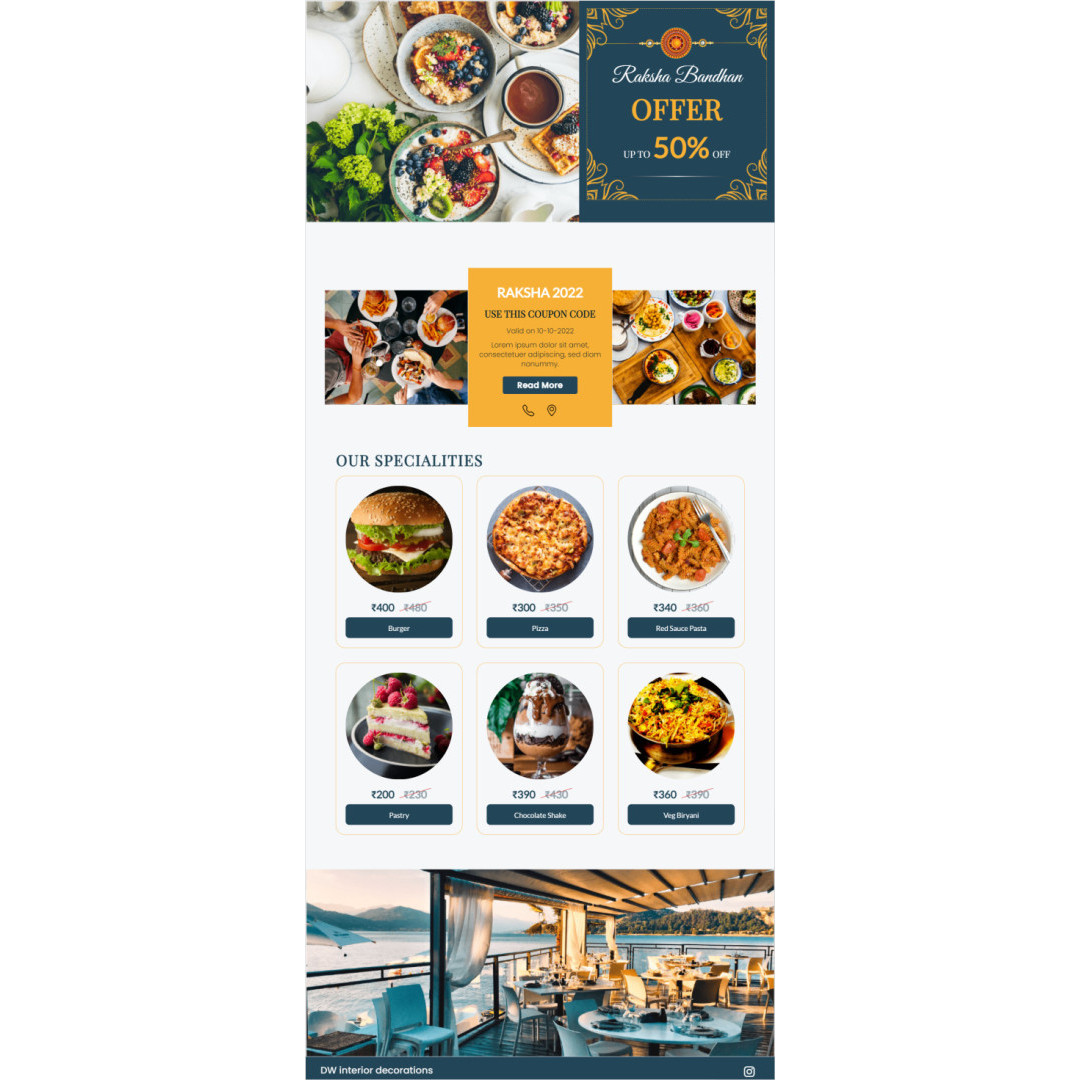 Raksha Bandhan
OFFER
UP TO 50% OFF
RAKSHA 2022
USE THIS COUPON CODE
Valid on 10-10-2022
Lorem ipsum dolor sit amet,
consectetuer adipiscing, sed diam
nonummy.
Read More
OUR SPECIALITIES
₹400 ₹480
Burger
₹300 ₹350
Pizza
₹340 ₹360
Red Sauce Pasta
₹200 ₹230
Pastry
₹390 ₹430
Chocolate Shake
₹360 ₹390
Veg Biryani
DW interior decorations